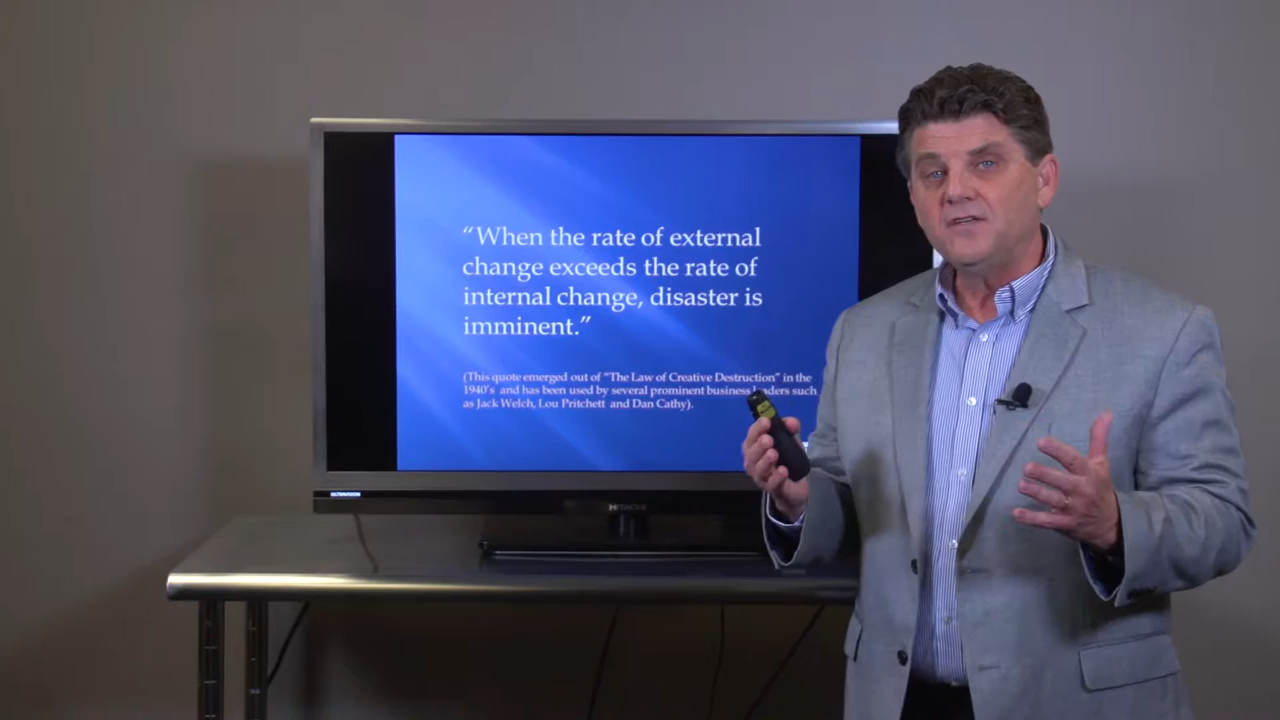 “When the rate of external
change exceeds the rate of
internal change, disaster is
imminent.”
(This quote emerged out of “The Law of Creative Destruction” in the
1940’s and has been used by several prominent business leaders such
as Jack Welch, Lou Pritchett and Dan Cathy).
ULTRAVISION
HITACHI